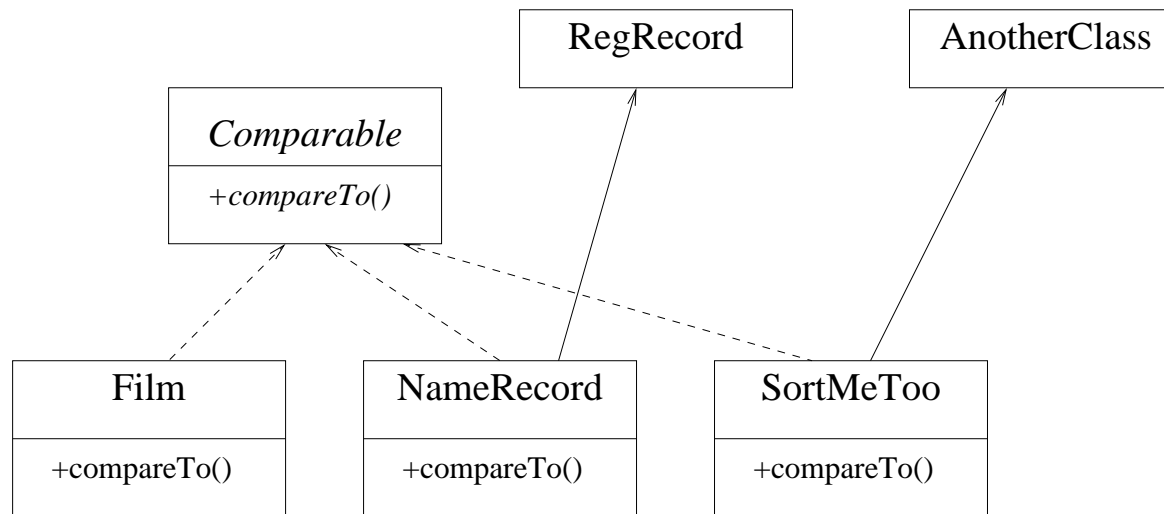 RegRecord
AnotherClass
Comparable
+compareTo()
Film
+compareTo()
NameRecord
+compareTo()
SortMeToo
+compareTo()